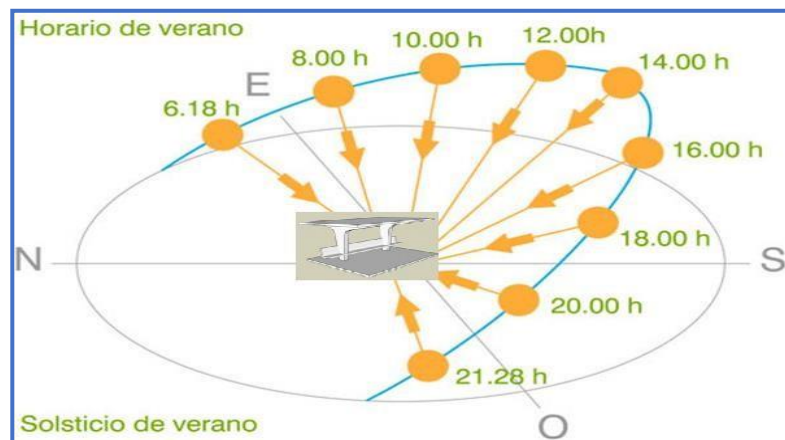 Horario de verano
E
6.18 h
8.00 h
10.00 h
12.00h
14.00 h
16.00 h
18.00 h
20.00 h
21.28 h
N
S
O
Solsticio de verano